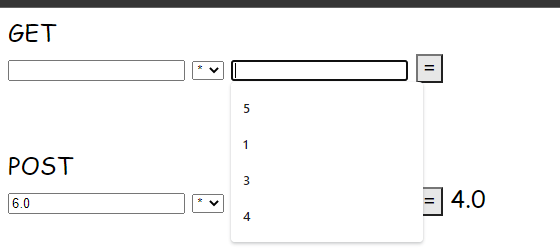 GET
* =
5
1
3
4
POST
6.0 * = 4.0